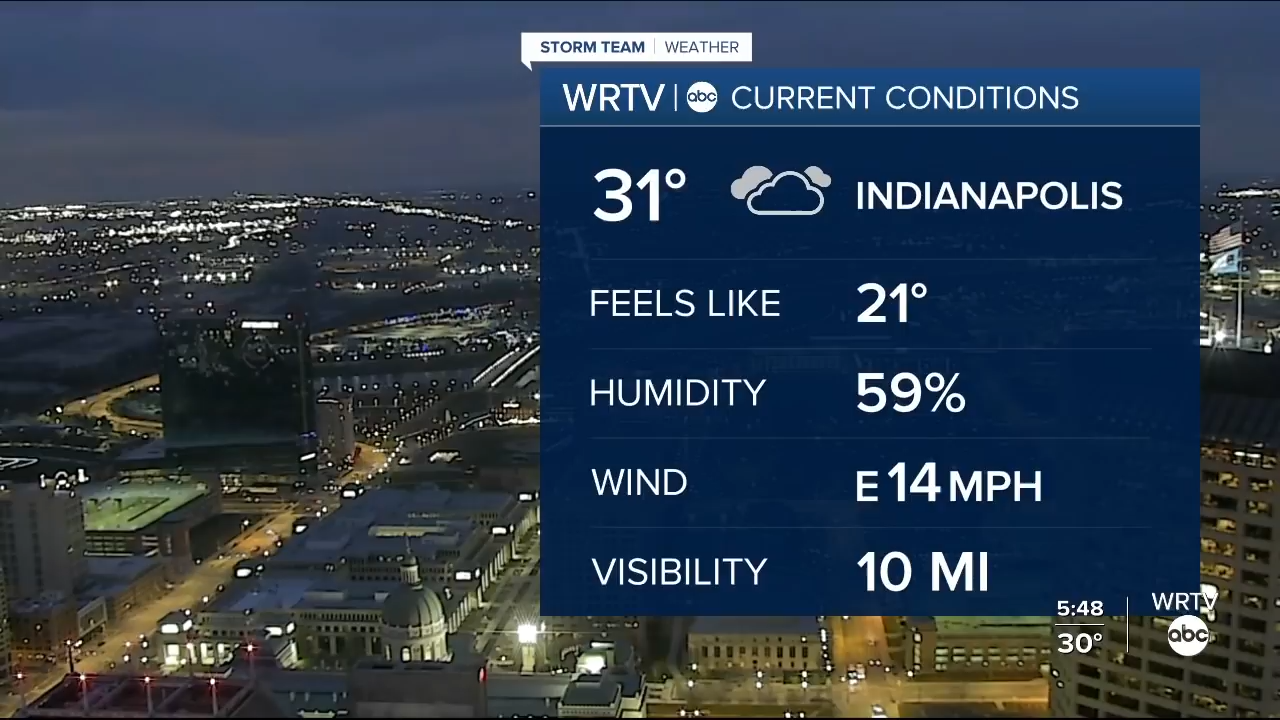 STORM TEAM | WEATHER
WRTV | abc CURRENT CONDITIONS
31° INDIANAPOLIS
FEELS LIKE 21°
HUMIDITY 59%
WIND E 14 MPH
VISIBILITY 10 MI
5:48
30°
WRTV
abc